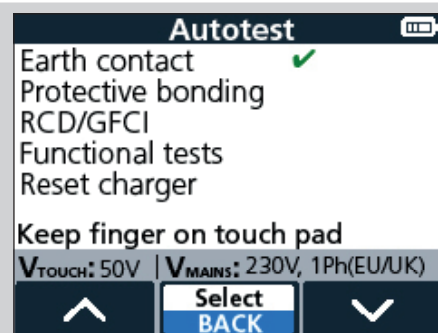 Autotest
Earth contact ✔
Protective bonding
RCD/GFCI
Functional tests
Reset charger
Keep finger on touch pad
VTOUCH: 50V | VMAINS: 230V, 1Ph(EU/UK)
Select
BACK